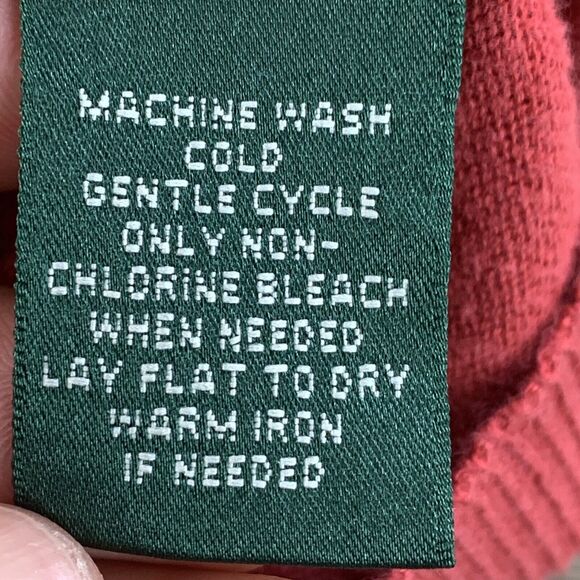 MACHINE WASH
COLD
GENTLE CYCLE
ONLY NON-
CHLORINE BLEACH
WHEN NEEDED
LAY FLAT TO DRY
WARM IRON
IF NEEDED